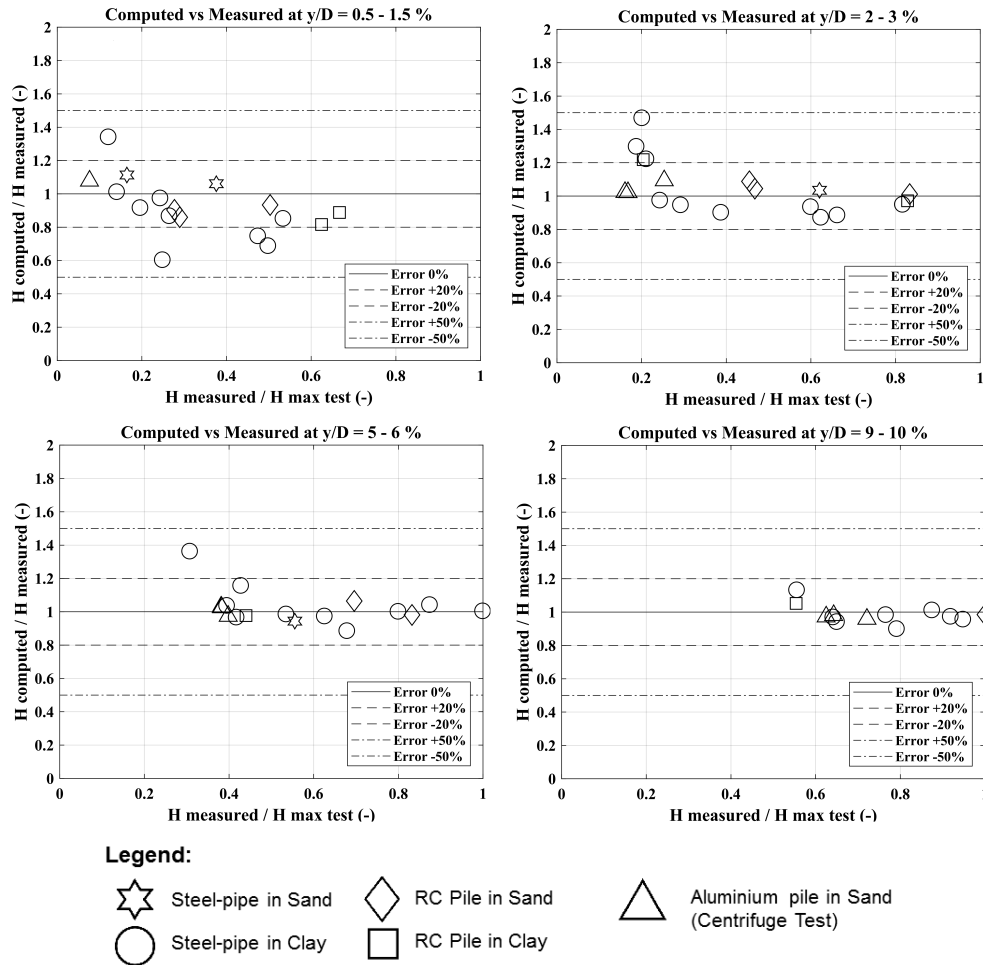 Computed vs Measured at y/D = 0.5 - 1.5 %
H computed / H measured (-)
2
1.8
1.6
1.4
1.2
1
0.8
0.6
0.4
0.2
0
Error 0%
Error +20%
Error -20%
Error +50%
Error -50%
0 0.2 0.4 0.6 0.8 1
H measured / H max test (-)
Computed vs Measured at y/D = 2 - 3 %
H computed / H measured (-)
2
1.8
1.6
1.4
1.2
1
0.8
0.6
0.4
0.2
0
Error 0%
Error +20%
Error -20%
Error +50%
Error -50%
0 0.2 0.4 0.6 0.8 1
H measured / H max test (-)
Computed vs Measured at y/D = 5 - 6 %
H computed / H measured (-)
2
1.8
1.6
1.4
1.2
1
0.8
0.6
0.4
0.2
0
Error 0%
Error +20%
Error -20%
Error +50%
Error -50%
0 0.2 0.4 0.6 0.8 1
H measured / H max test (-)
Computed vs Measured at y/D = 9 - 10 %
H computed / H measured (-)
2
1.8
1.6
1.4
1.2
1
0.8
0.6
0.4
0.2
0
Error 0%
Error +20%
Error -20%
Error +50%
Error -50%
0 0.2 0.4 0.6 0.8 1
H measured / H max test (-)
Legend:
Steel-pipe in Sand
RC Pile in Sand
Aluminium pile in Sand
(Centrifuge Test)
Steel-pipe in Clay
RC Pile in Clay